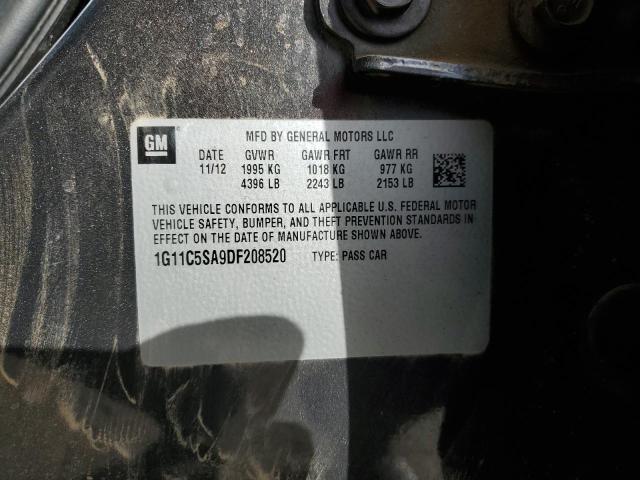 GM
MFD BY GENERAL MOTORS LLC
DATE GVWR GAWR FRT GAWR RR
11/12 1995 KG 1018 KG 977 KG
4396 LB 2243 LB 2153 LB
THIS VEHICLE CONFORMS TO ALL APPLICABLE U.S. FEDERAL MOTOR
VEHICLE SAFETY, BUMPER, AND THEFT PREVENTION STANDARDS IN
EFFECT ON THE DATE OF MANUFACTURE SHOWN ABOVE.
1G11C5SA9DF208520 TYPE: PASS CAR